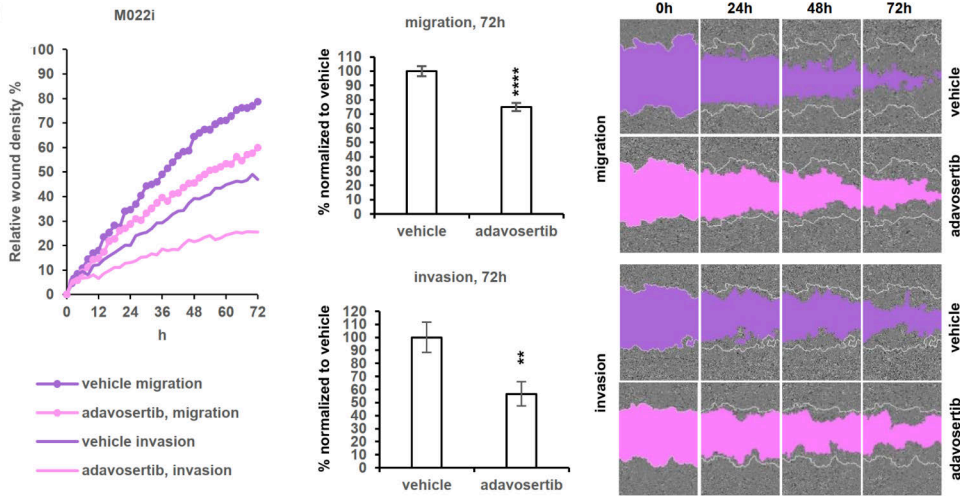 M022i
Relative wound density %
100
90
80
70
60
50
40
30
20
10
0
0 12 24 36 48 60 72
h
vehicle migration
adavosertib, migration
vehicle invasion
adavosertib, invasion
migration, 72h
% normalized to vehicle
110
100
90
80
70
60
50
40
30
20
10
0
****
vehicle adavosertib
invasion, 72h
% normalized to vehicle
120
110
100
90
80
70
60
50
40
30
20
10
0
**
vehicle adavosertib
0h 24h 48h 72h
migration
vehicle
adavosertib
invasion
vehicle
adavosertib